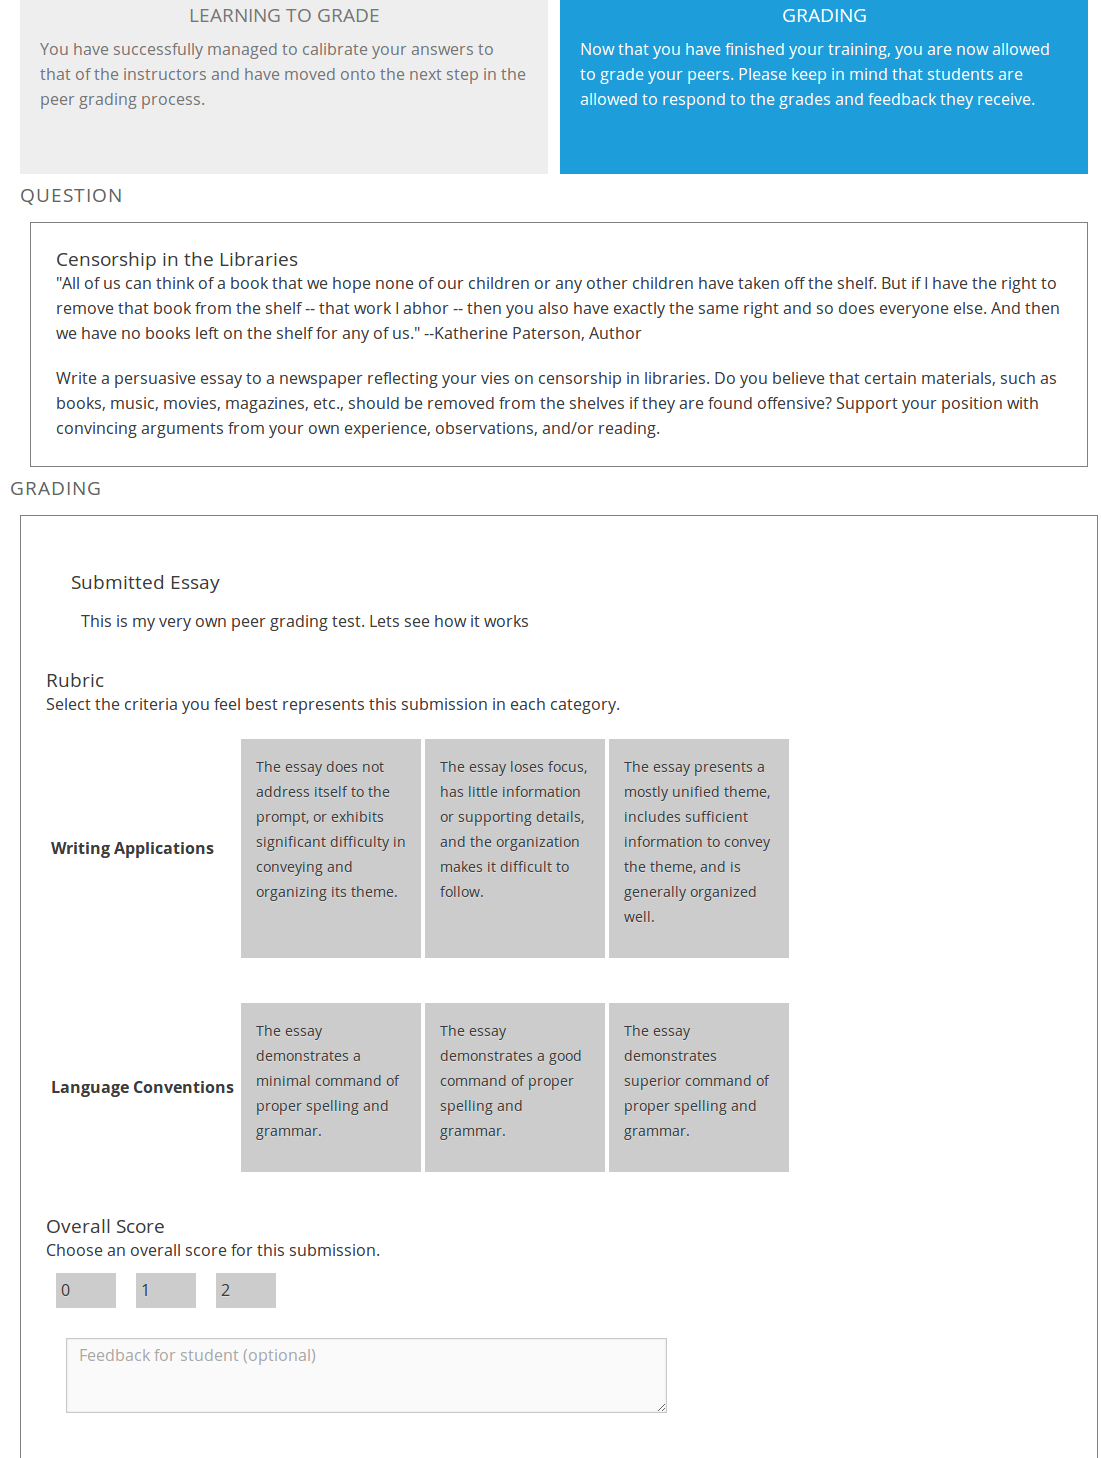 LEARNING TO GRADE
You have successfully managed to calibrate your answers to
that of the instructors and have moved onto the next step in the
peer grading process.
GRADING
Now that you have finished your training, you are now allowed
to grade your peers. Please keep in mind that students are
allowed to respond to the grades and feedback they receive.
QUESTION
Censorship in the Libraries
"All of us can think of a book that we hope none of our children or any other children have taken off the shelf. But if I have the right to
remove that book from the shelf -- that work I abhor -- then you also have exactly the same right and so does everyone else. And then
we have no books left on the shelf for any of us." --Katherine Paterson, Author
Write a persuasive essay to a newspaper reflecting your vies on censorship in libraries. Do you believe that certain materials, such as
books, music, movies, magazines, etc., should be removed from the shelves if they are found offensive? Support your position with
convincing arguments from your own experience, observations, and/or reading.
GRADING
Submitted Essay
This is my very own peer grading test. Lets see how it works
Rubric
Select the criteria you feel best represents this submission in each category.
Writing Applications
The essay does not
address itself to the
prompt, or exhibits
significant difficulty in
conveying and
organizing its theme.
The essay loses focus,
has little information
or supporting details,
and the organization
makes it difficult to
follow.
The essay presents a
mostly unified theme,
includes sufficient
information to convey
the theme, and is
generally organized
well.
Language Conventions
The essay
demonstrates a
minimal command of
proper spelling and
grammar.
The essay
demonstrates a good
command of proper
spelling and
grammar.
The essay
demonstrates
superior command of
proper spelling and
grammar.
Overall Score
Choose an overall score for this submission.
0 1 2
Feedback for student (optional)